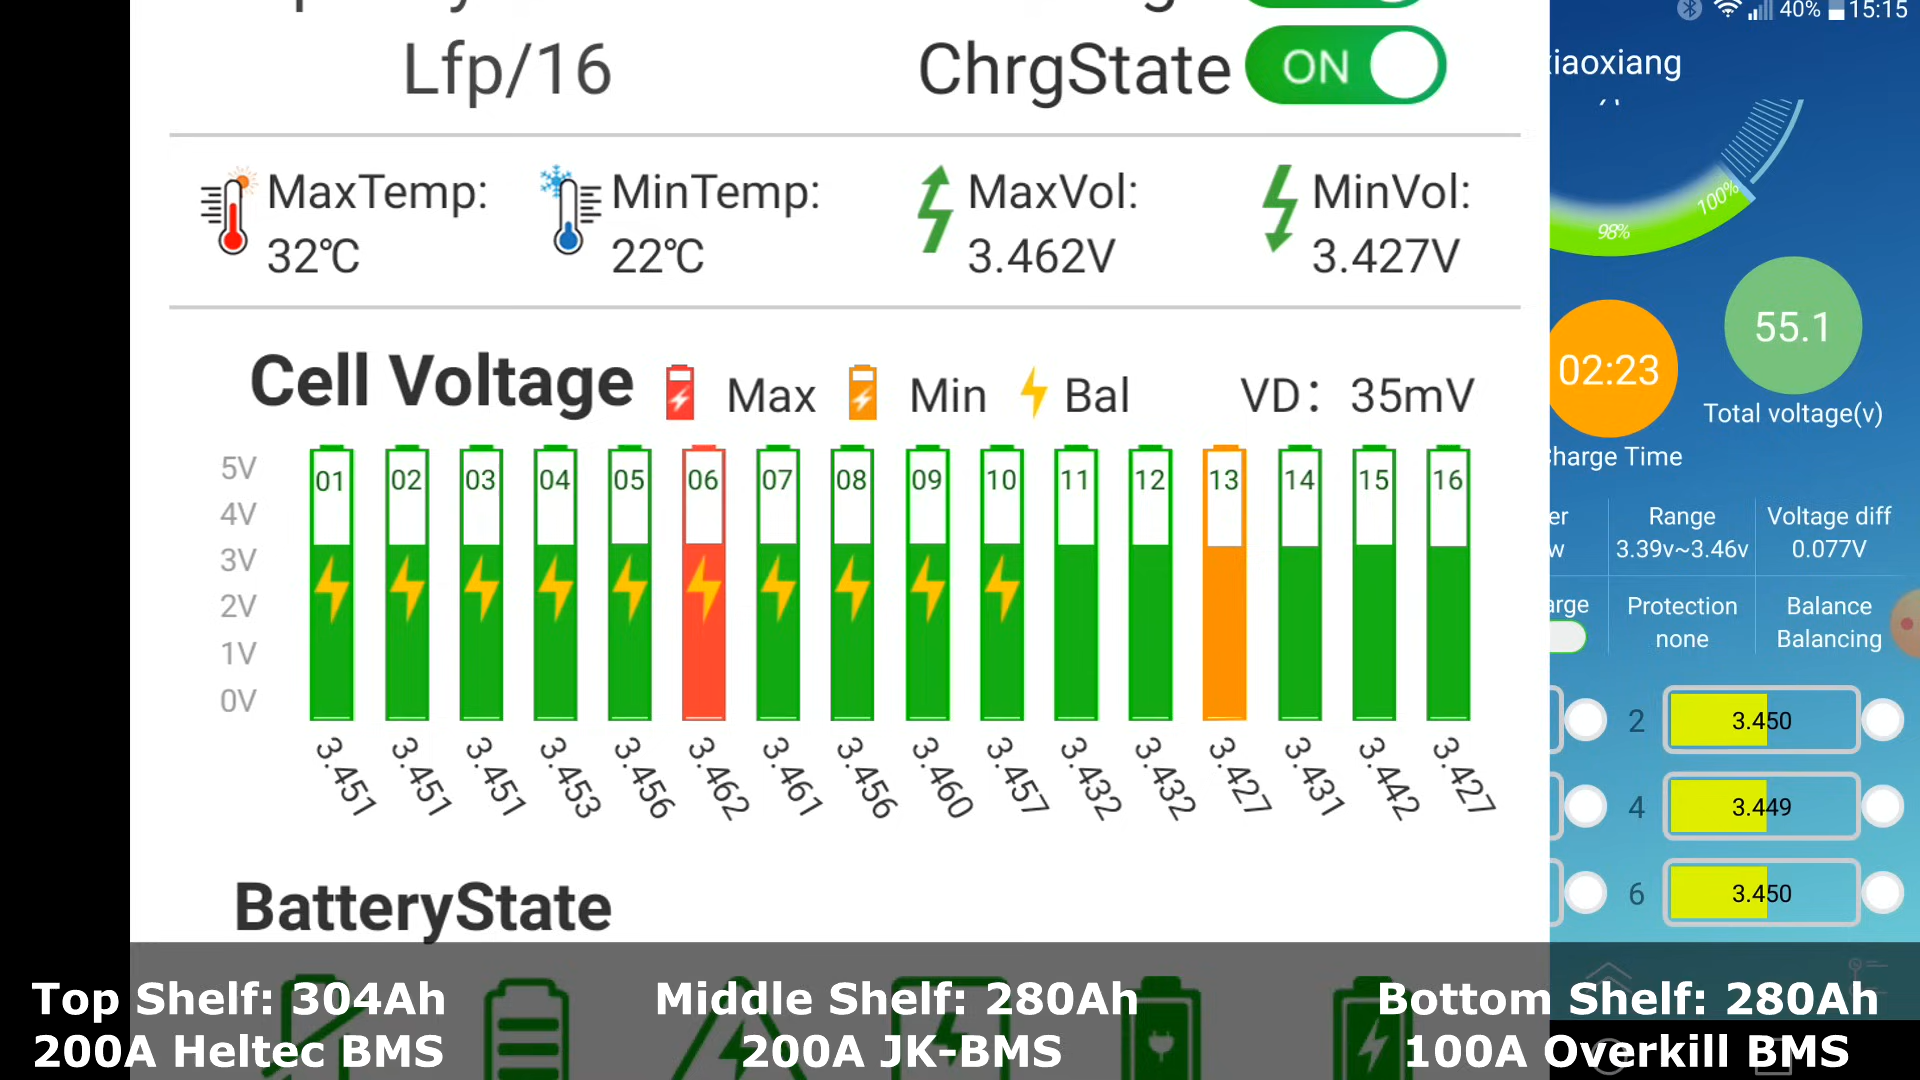 Lfp/16
ChrgState ON
MaxTemp: 32℃
MinTemp: 22℃
MaxVol: 3.462V
MinVol: 3.427V
Cell Voltage Max Min Bal VD: 35mV
5V
4V
3V
2V
1V
0V
01 02 03 04 05 06 07 08 09 10 11 12 13 14 15 16
3.451 3.451 3.451 3.453 3.456 3.462 3.461 3.456 3.460 3.457 3.432 3.432 3.427 3.431 3.442 3.427
BatteryState
40% 15:15
iaoxiang
100%
98%
02:23
55.1
Total voltage(v)
Charge Time
er
w
Range
3.39v~3.46v
Voltage diff
0.077V
arge
Protection
none
Balance
Balancing
2 3.450
4 3.449
6 3.450
Top Shelf: 304Ah
200A Heltec BMS
Middle Shelf: 280Ah
200A JK-BMS
Bottom Shelf: 280Ah
100A Overkill BMS